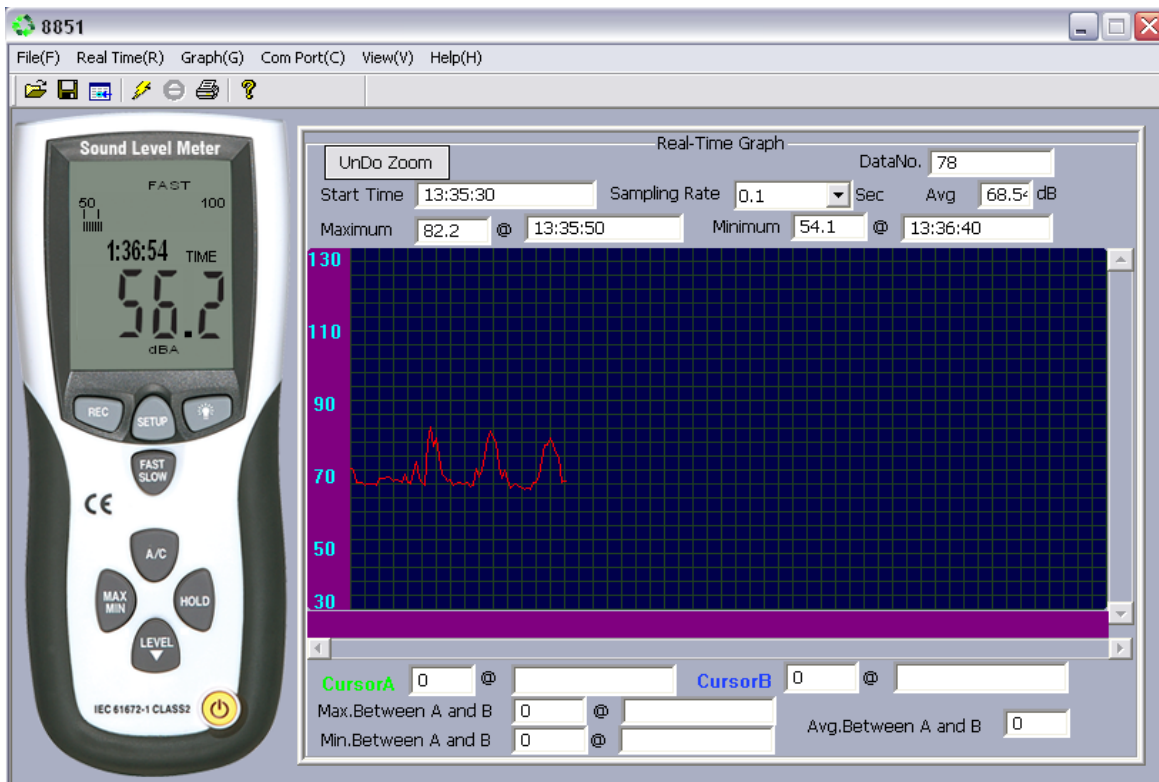 8851
File(F) Real Time(R) Graph(G) Com Port(C) View(V) Help(H)
Sound Level Meter
FAST
50 100
1:36:54 TIME
56.2
dBA
REC
SETUP
FAST
SLOW
CE
A/C
MAX
MIN
HOLD
LEVEL
IEC 61672-1 CLASS2
Real-Time Graph
UnDo Zoom
DataNo. 78
Start Time 13:35:30 Sampling Rate 0.1 Sec Avg 68.54 dB
Maximum 82.2 @ 13:35:50 Minimum 54.1 @ 13:36:40
130
110
90
70
50
30
CursorA 0 @ CursorB 0 @
Max.Between A and B 0 @
Min.Between A and B 0 @
Avg.Between A and B 0